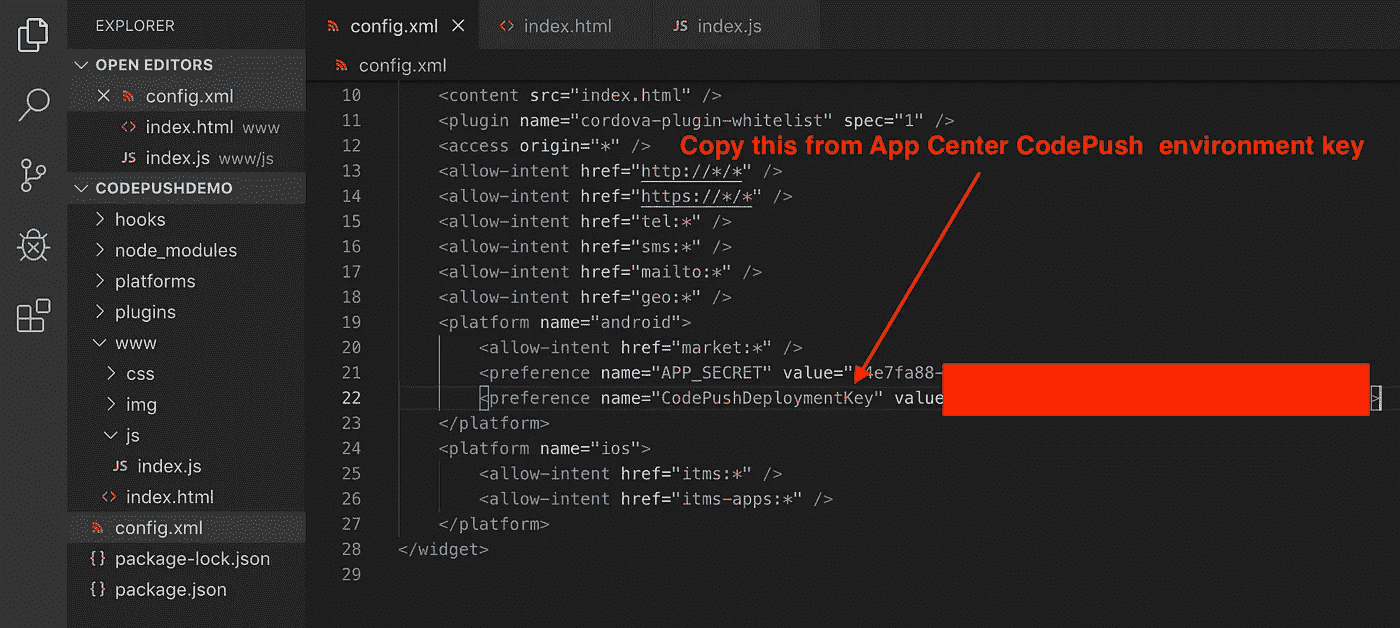 EXPLORER
OPEN EDITORS
config.xml
index.html www
JS index.js www/js
CODEPUSHDEMO
hooks
node_modules
platforms
plugins
www
css
img
js
JS index.js
index.html
config.xml
{} package-lock.json
{} package.json
config.xml
<> index.html
JS index.js
config.xml
10 <content src="index.html" />
11 <plugin name="cordova-plugin-whitelist" spec="1" />
12 <access origin="*" />
Copy this from App Center CodePush environment key
13 <allow-intent href="http://*/*" />
14 <allow-intent href="https://*/*" />
15 <allow-intent href="tel:*" />
16 <allow-intent href="sms:*" />
17 <allow-intent href="mailto:*" />
18 <allow-intent href="geo:*" />
19 <platform name="android">
20 <allow-intent href="market:*" />
21 <preference name="APP_SECRET" value="4e7fa88-
22 <preference name="CodePushDeploymentKey" value >
23 </platform>
24 <platform name="ios">
25 <allow-intent href="itms:*" />
26 <allow-intent href="itms-apps:*" />
27 </platform>
28 </widget>
29